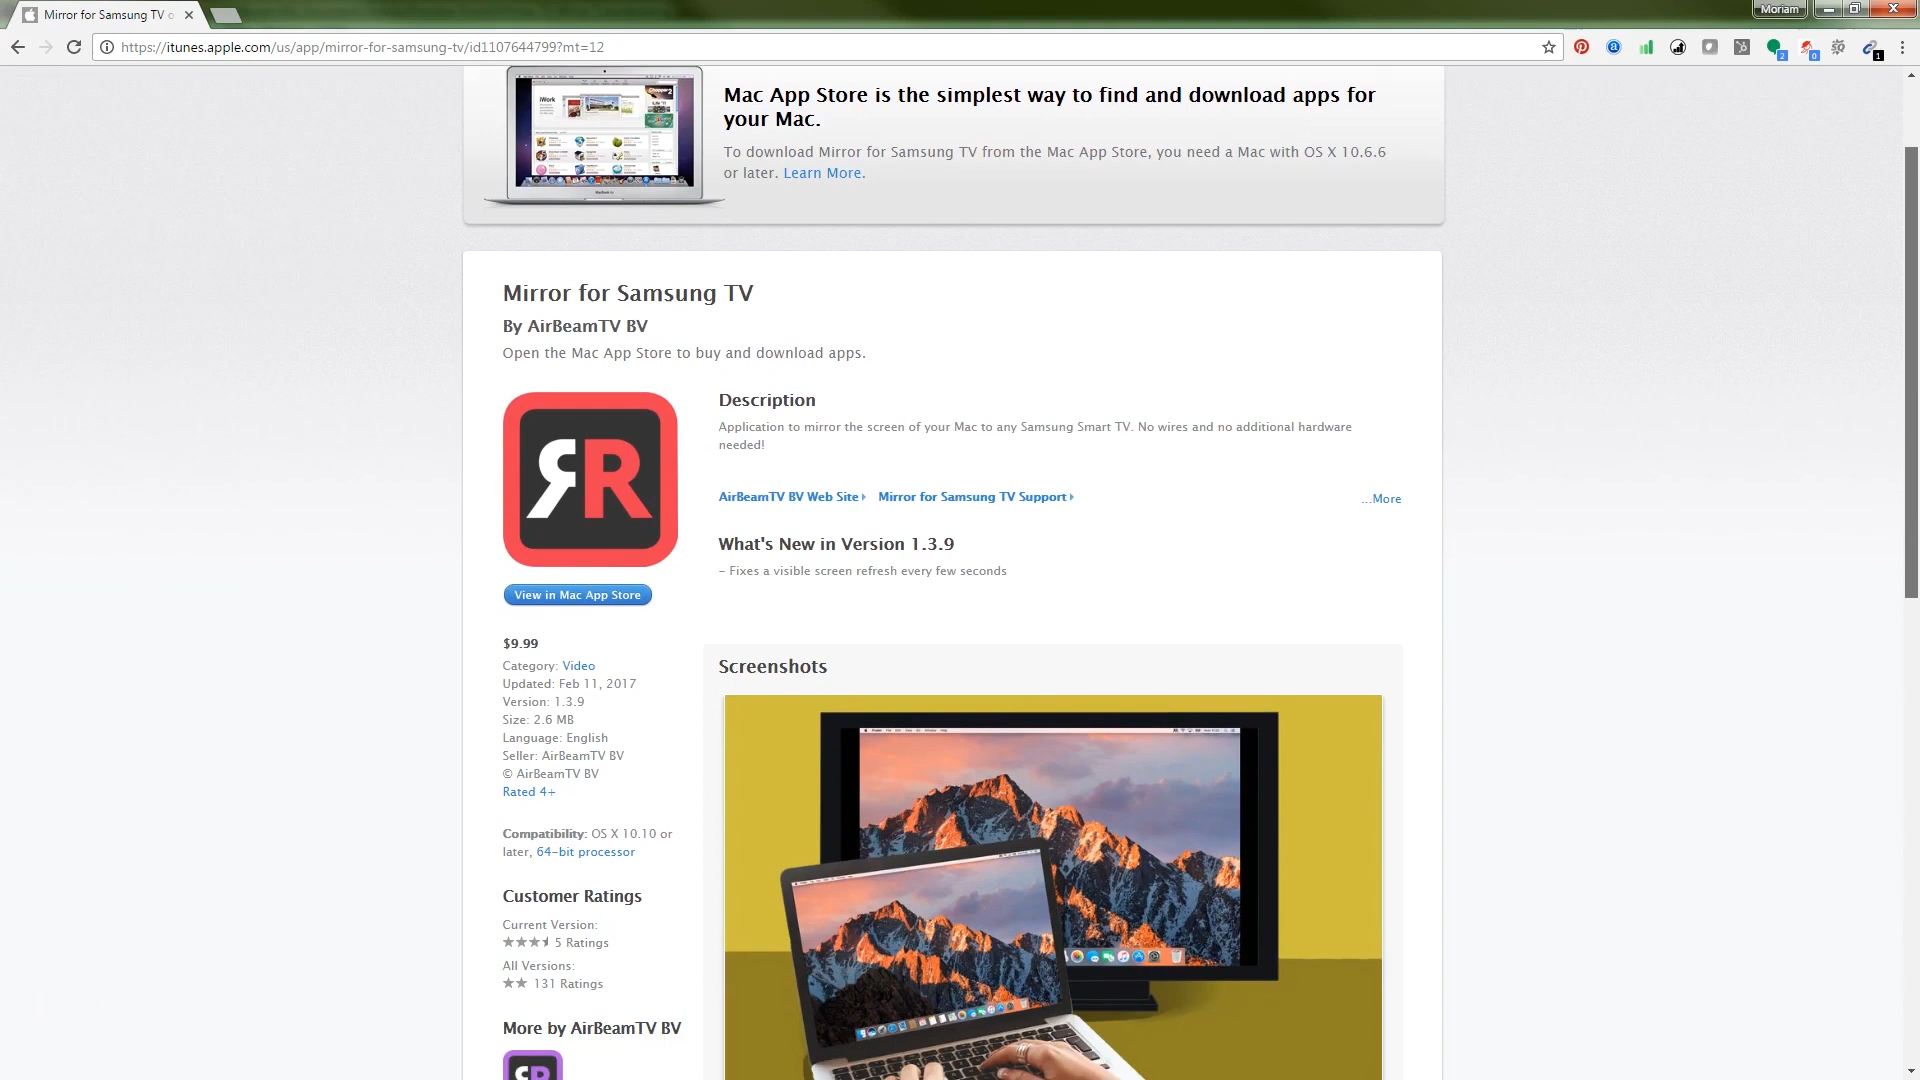 Mirror for Samsung TV o
Moriam
https://itunes.apple.com/us/app/mirror-for-samsung-tv/id1107644799?mt=12
2
0
1
iWork
Mac App Store is the simplest way to find and download apps for
your Mac.
To download Mirror for Samsung TV from the Mac App Store, you need a Mac with OS X 10.6.6
or later. Learn More.
Mirror for Samsung TV
By AirBeamTV BV
Open the Mac App Store to buy and download apps.
RR
View in Mac App Store
Description
Application to mirror the screen of your Mac to any Samsung Smart TV. No wires and no additional hardware
needed!
AirBeamTV BV Web Site
Mirror for Samsung TV Support
...More
What's New in Version 1.3.9
- Fixes a visible screen refresh every few seconds
$9.99
Category: Video
Updated: Feb 11, 2017
Version: 1.3.9
Size: 2.6 MB
Language: English
Seller: AirBeamTV BV
© AirBeamTV BV
Rated 4+
Compatibility: OS X 10.10 or
later, 64-bit processor
Customer Ratings
Current Version:
5 Ratings
All Versions:
131 Ratings
More by AirBeamTV BV
Screenshots